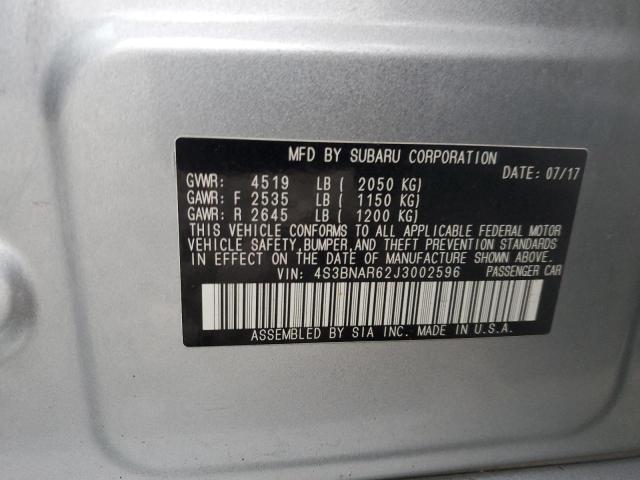 MFD BY SUBARU CORPORATION
DATE: 07/17
GVWR: 4519 LB ( 2050 KG)
GAWR: F 2535 LB ( 1150 KG)
GAWR: R 2645 LB ( 1200 KG)
THIS VEHICLE CONFORMS TO ALL APPLICABLE FEDERAL MOTOR
VEHICLE SAFETY,BUMPER,AND THEFT PREVENTION STANDARDS
IN EFFECT ON THE DATE OF MANUFACTURE SHOWN ABOVE.
VIN: 4S3BNAR62J3002596 PASSENGER CAR
ASSEMBLED BY SIA INC. MADE IN U.S.A.